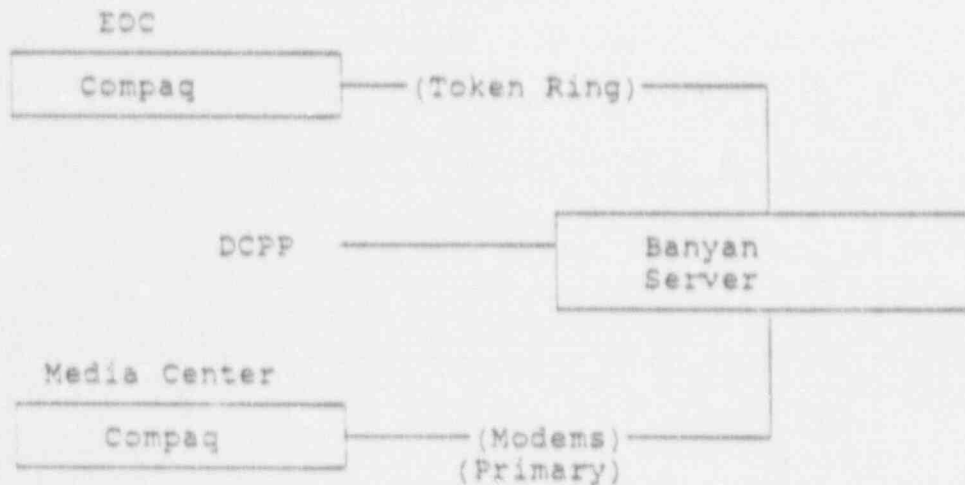 EOC
Compaq
(Token Ring)
DCPP
Banyan
Server
Media Center
Compaq
(Modems)
(Primary)